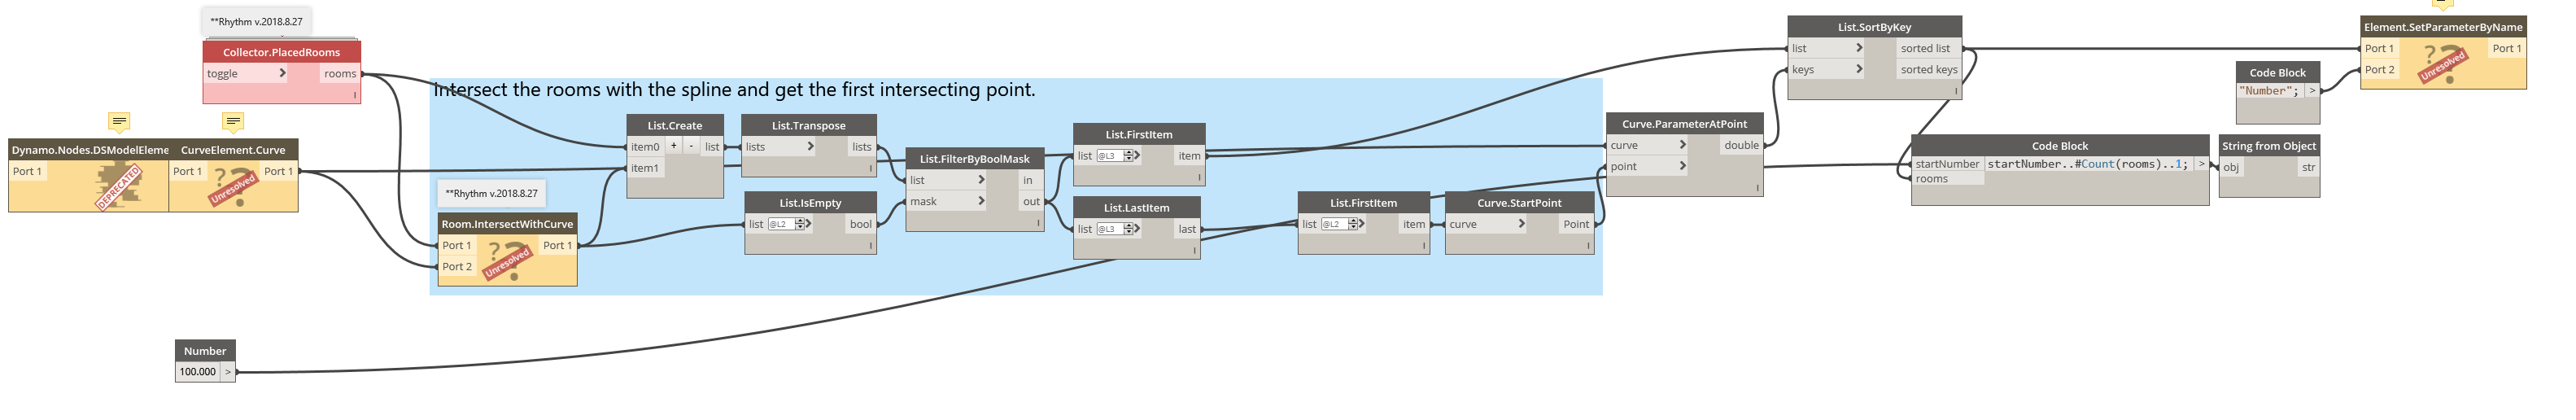 **Rhythm v.2018.8.27
Collector.PlacedRooms
toggle > rooms
Dynamo.Nodes.DSModelEleme
Port 1
DEPRECATED
CurveElement.Curve
Port 1 Port 1
Unresolved
Intersect the rooms with the spline and get the first intersecting point.
**Rhythm v.2018.8.27
Room.IntersectWithCurve
Port 1 Port 1
Port 2
Unresolved
List.Create
item0 + - list
item1
List.Transpose
lists > lists
List.IsEmpty
list @L2 > bool
List.FilterByBoolMask
list > in
mask > out
List.FirstItem
list @L3 > item
List.LastItem
list @L3 > last
List.FirstItem
list @L2 > item
Curve.StartPoint
curve > Point
Curve.ParameterAtPoint
curve > double
point >
List.SortByKey
list > sorted list
keys > sorted keys
Code Block
startNumber startNumber..#Count(rooms)..1; >
rooms
String from Object
obj str
Code Block
"Number"; >
Element.SetParameterByName
Port 1 Port 1
Port 2
Unresolved
Number
100.000 >